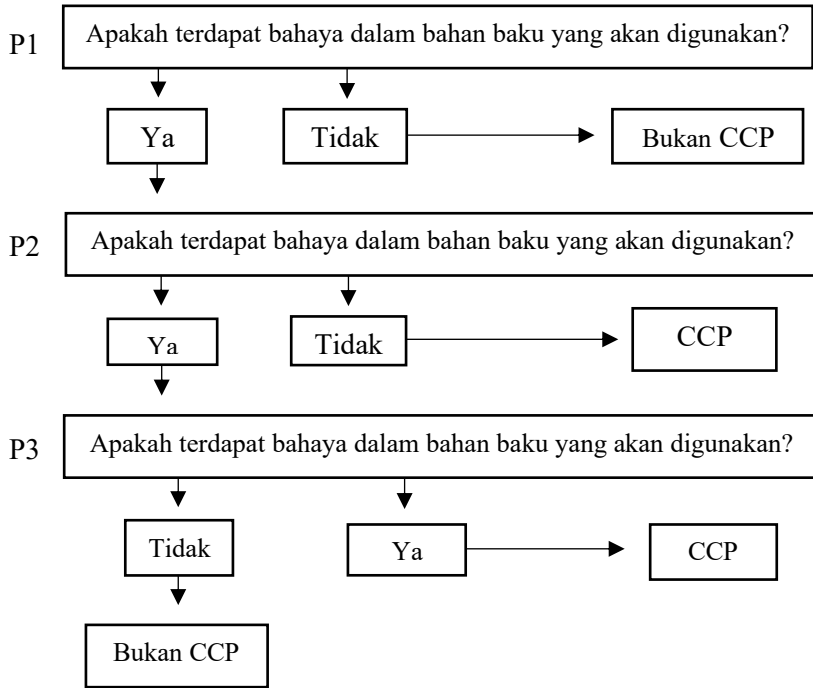 P1
Apakah terdapat bahaya dalam bahan baku yang akan digunakan?
Ya
Tidak
Bukan CCP
P2
Apakah terdapat bahaya dalam bahan baku yang akan digunakan?
Ya
Tidak
CCP
P3
Apakah terdapat bahaya dalam bahan baku yang akan digunakan?
Tidak
Ya
CCP
Bukan CCP